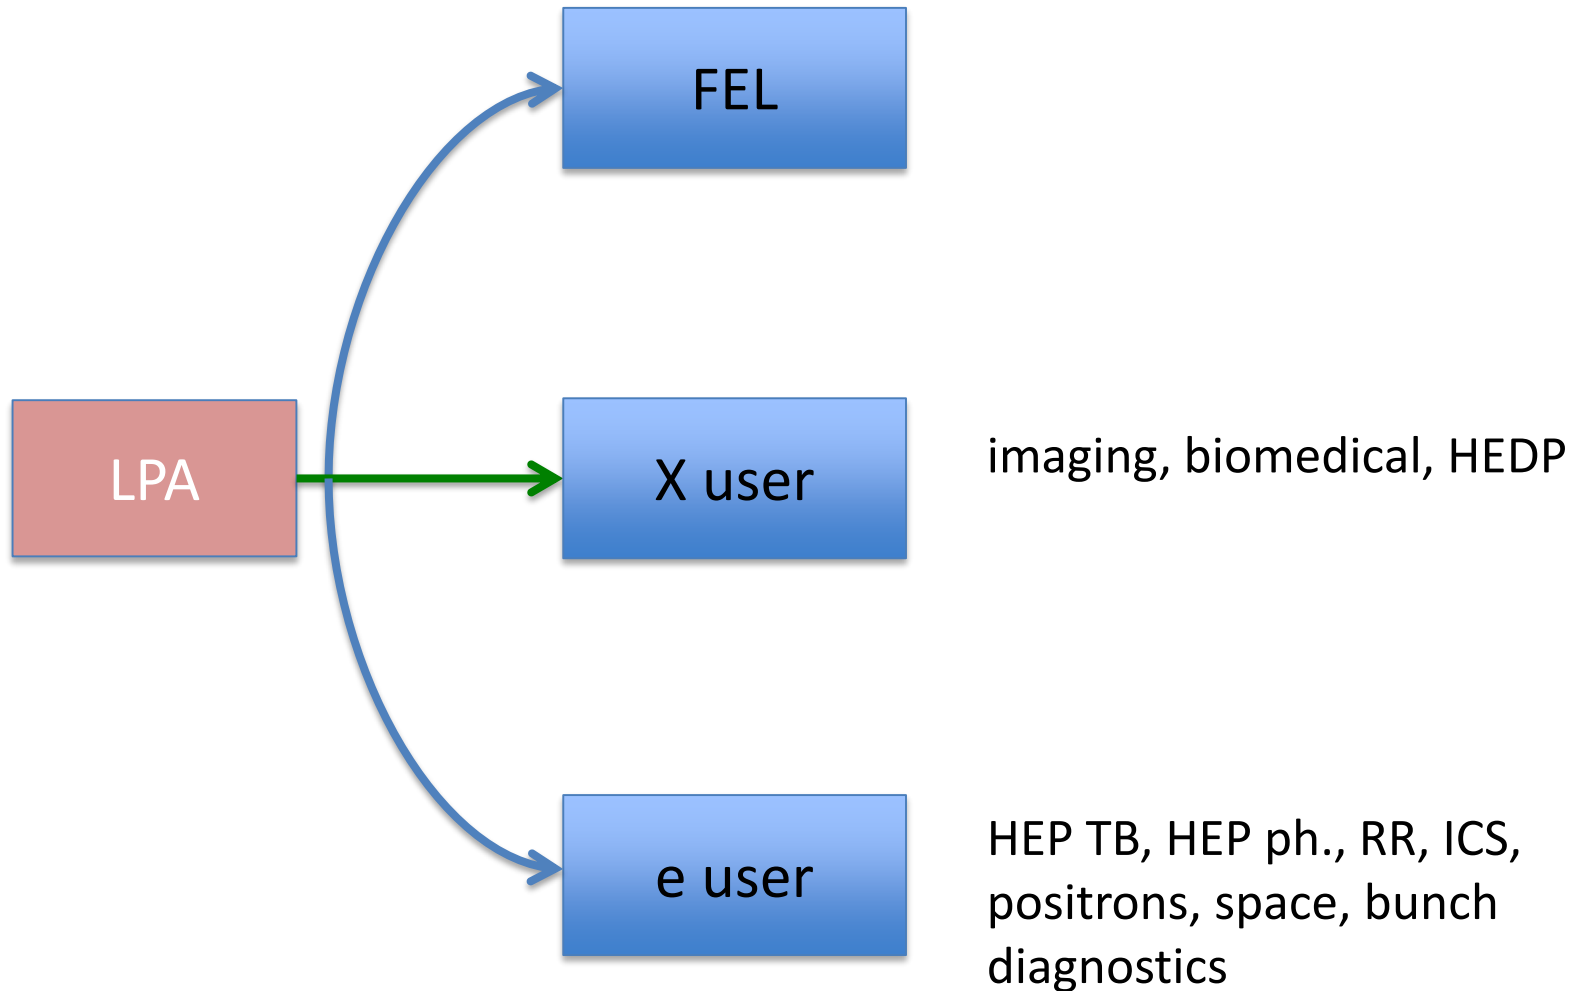 FEL
LPA
X user
imaging, biomedical, HEDP
e user
HEP TB, HEP ph., RR, ICS,
positrons, space, bunch
diagnostics